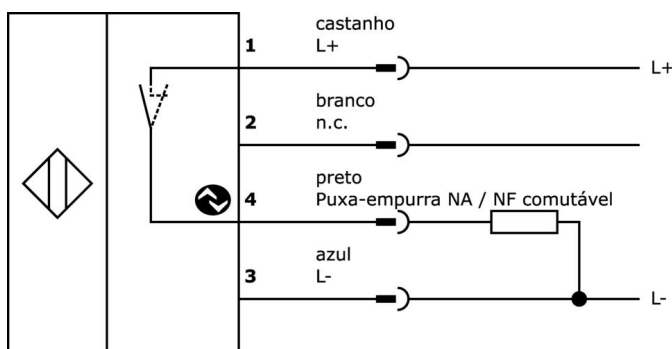 castanho
1 L+ L+
branco
2 n.c.
preto
4 Puxa-empurra NA / NF comutável
azul
3 L- L-